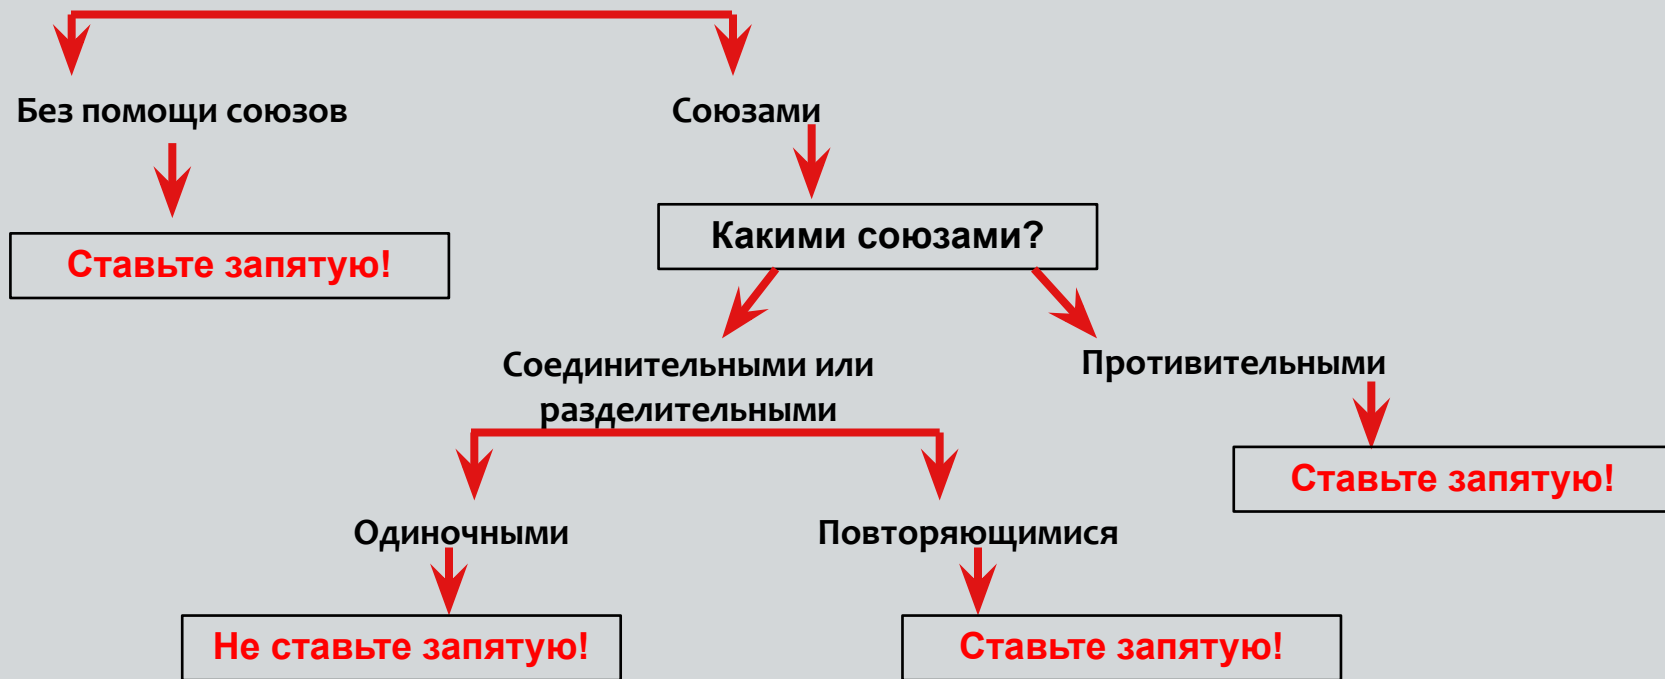 Без помощи союзов
Союзами
Ставьте запятую!
Какими союзами?
Соединительными или
разделительными
Противительными
Ставьте запятую!
Одиночными
Повторяющимися
Не ставьте запятую!
Ставьте запятую!